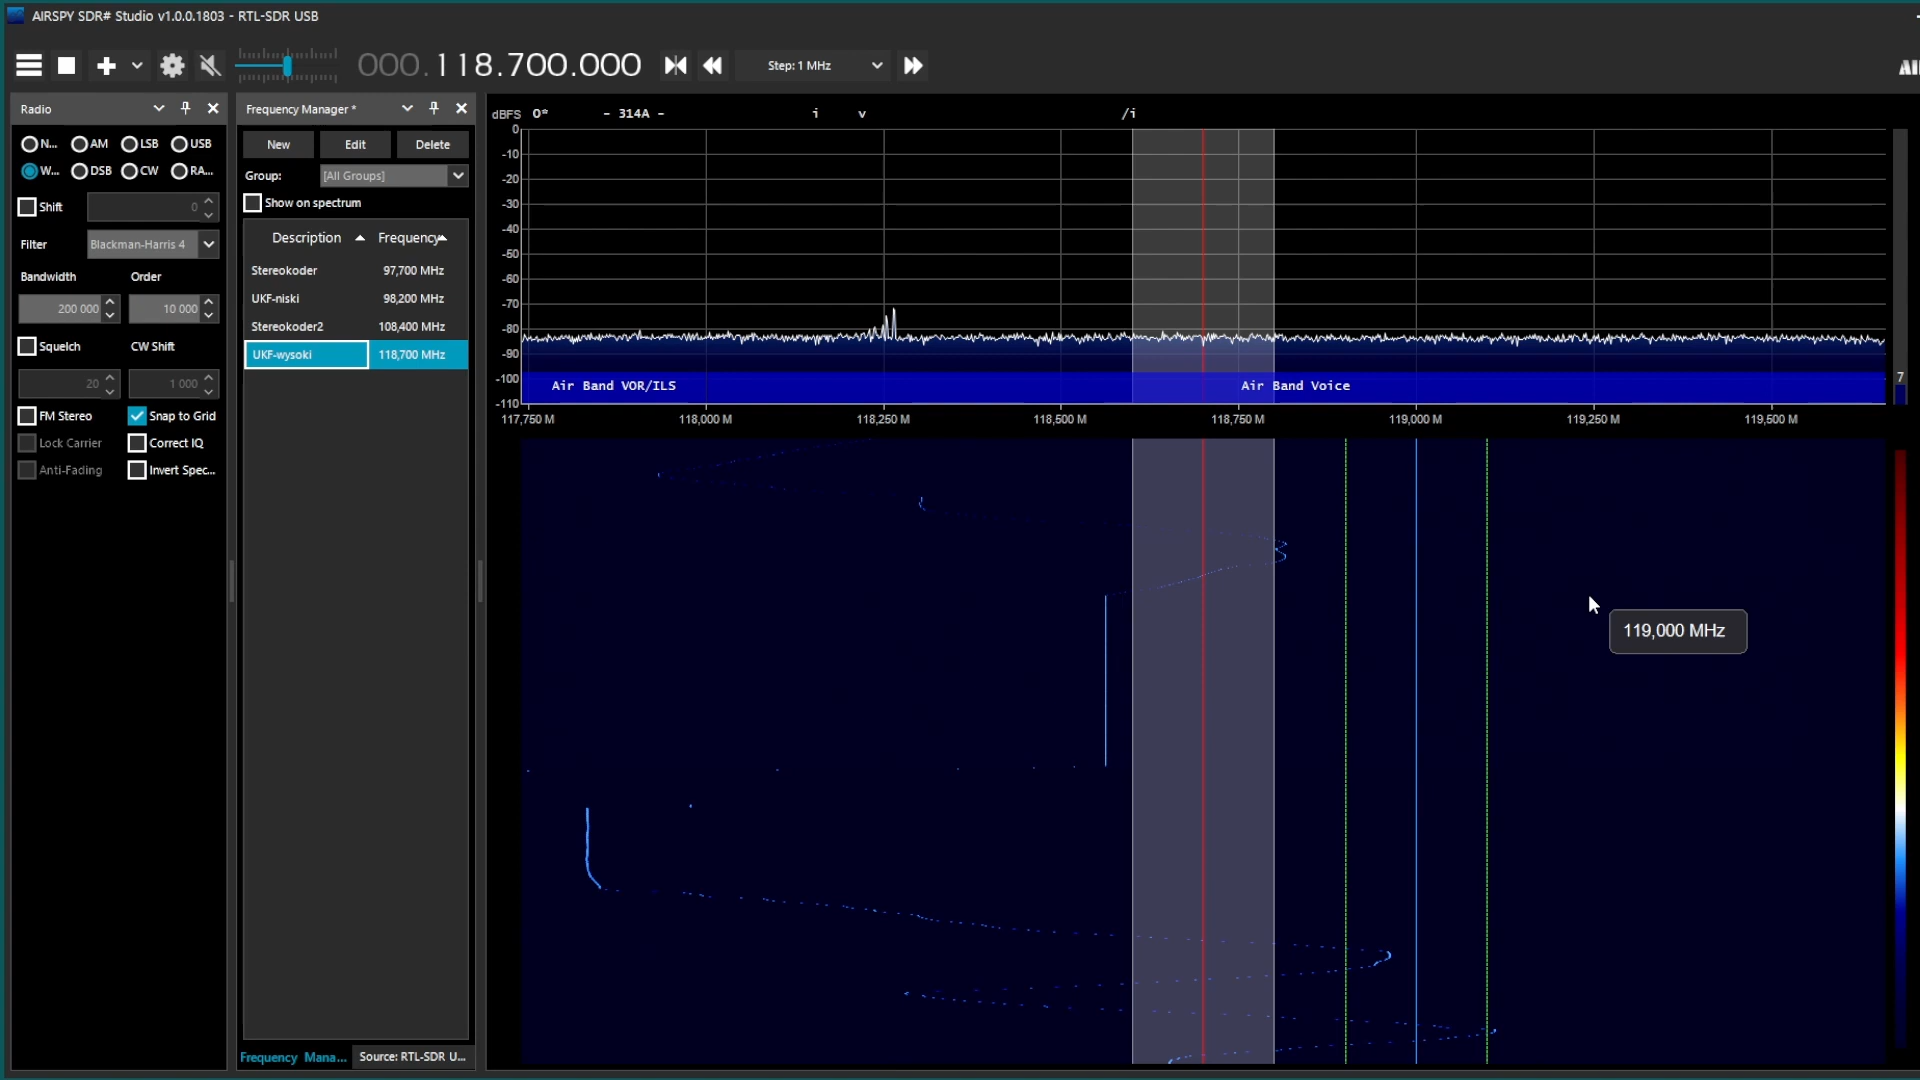 AIRSPY SDR# Studio v1.0.0.1803 - RTL-SDR USB
000.118.700.000
Step: 1 MHz
Radio
N...
AM
LSB
USB
W...
DSB
CW
RA...
Shift
0
Filter
Blackman-Harris 4
Bandwidth
Order
200 000
10 000
Squelch
CW Shift
20
1 000
FM Stereo
Snap to Grid
Lock Carrier
Correct IQ
Anti-Fading
Invert Spec...
Frequency Manager *
New
Edit
Delete
Group:
[All Groups]
Show on spectrum
Description
Frequency
Stereokoder 97,700 MHz
UKF-niski 98,200 MHz
Stereokoder2 108,400 MHz
UKF-wysoki 118,700 MHz
Frequency Mana...
Source: RTL-SDR U...
dBFS 0* - 314A - i v /i
0
-10
-20
-30
-40
-50
-60
-70
-80
-90
-100
-110
Air Band VOR/ILS
Air Band Voice
7
117,750 M
118,000 M
118,250 M
118,500 M
118,750 M
119,000 M
119,250 M
119,500 M
119,000 MHz